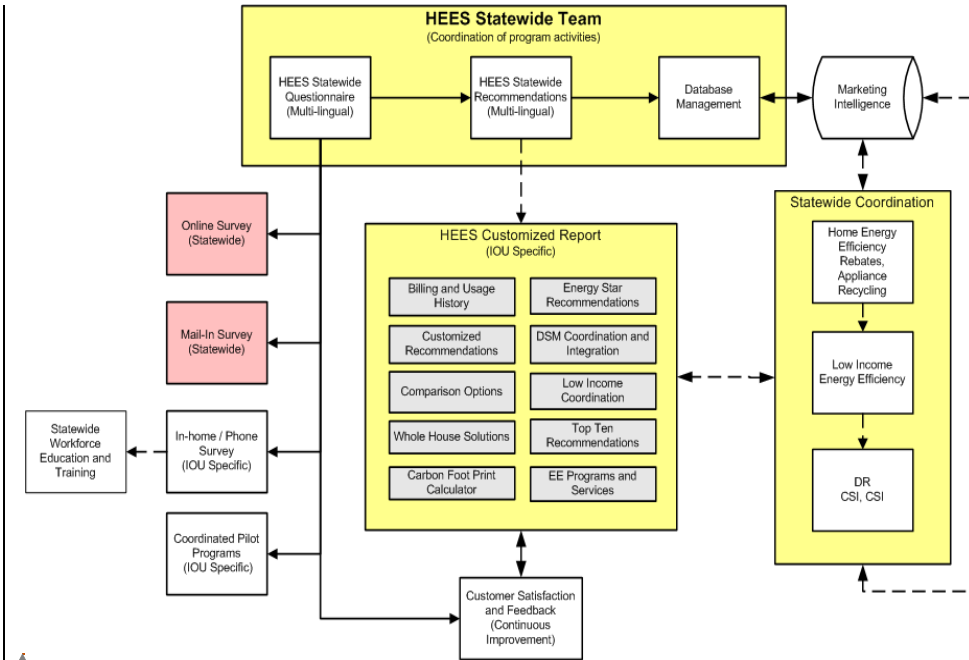 HEES Statewide Team
(Coordination of program activities)
HEES Statewide
Questionnaire
(Multi-lingual)
HEES Statewide
Recommendations
(Multi-lingual)
Database
Management
Marketing
Intelligence
Online Survey
(Statewide)
Mail-In Survey
(Statewide)
In-home / Phone
Survey
(IOU Specific)
Statewide
Workforce
Education and
Training
Coordinated Pilot
Programs
(IOU Specific)
HEES Customized Report
(IOU Specific)
Billing and Usage
History
Energy Star
Recommendations
Customized
Recommendations
DSM Coordination and
Integration
Comparison Options
Low Income
Coordination
Whole House Solutions
Top Ten
Recommendations
Carbon Foot Print
Calculator
EE Programs and
Services
Customer Satisfaction
and Feedback
(Continuous
Improvement)
Statewide Coordination
Home Energy
Efficiency
Rebates,
Appliance
Recycling
Low Income
Energy Efficiency
DR
CSI, CSI